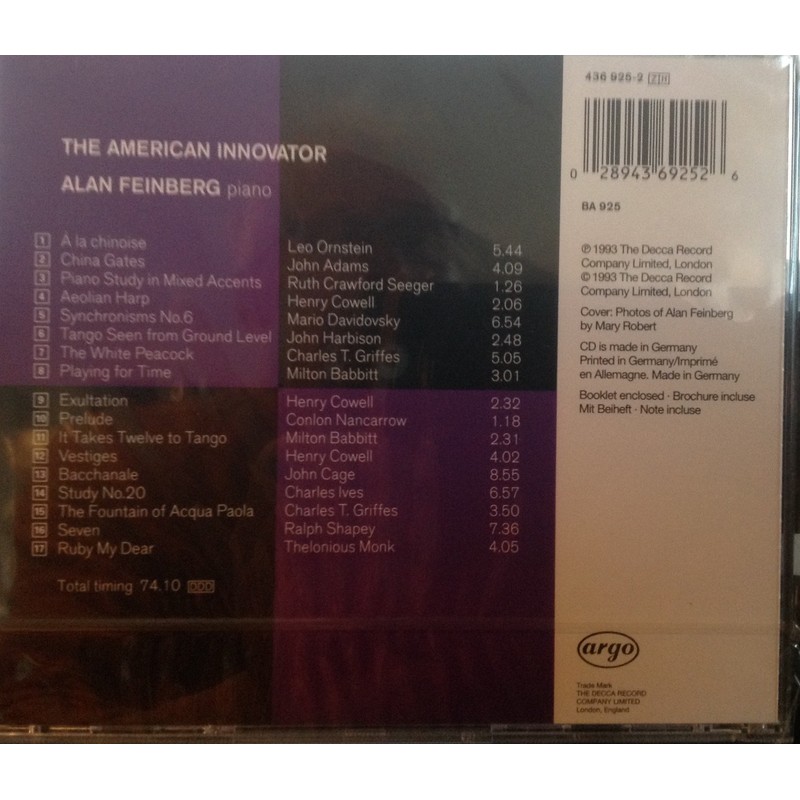 THE AMERICAN INNOVATOR
ALAN FEINBERG piano
1 À la chinoise Leo Ornstein 5.44
2 China Gates John Adams 4.09
3 Piano Study in Mixed Accents Ruth Crawford Seeger 1.26
4 Aeolian Harp Henry Cowell 2.06
5 Synchronisms No.6 Mario Davidovsky 6.54
6 Tango Seen from Ground Level John Harbison 2.48
7 The White Peacock Charles T. Griffes 5.05
8 Playing for Time Milton Babbitt 3.01
9 Exultation Henry Cowell 2.32
10 Prelude Conlon Nancarrow 1.18
11 It Takes Twelve to Tango Milton Babbitt 2.31
12 Vestiges Henry Cowell 4.02
13 Bacchanale John Cage 8.55
14 Study No.20 Charles Ives 6.57
15 The Fountain of Acqua Paola Charles T. Griffes 3.50
16 Seven Ralph Shapey 7.36
17 Ruby My Dear Thelonious Monk 4.05
Total timing 74.10 DDD
436 925-2 ZH
0 28943 69252 6
BA 925
℗ 1993 The Decca Record
Company Limited, London
© 1993 The Decca Record
Company Limited, London
Cover: Photos of Alan Feinberg
by Mary Robert
CD is made in Germany
Printed in Germany/Imprimé
en Allemagne. Made in Germany
Booklet enclosed · Brochure incluse
Mit Beiheft · Note incluse
argo
Trade Mark
THE DECCA RECORD
COMPANY LIMITED
London, England